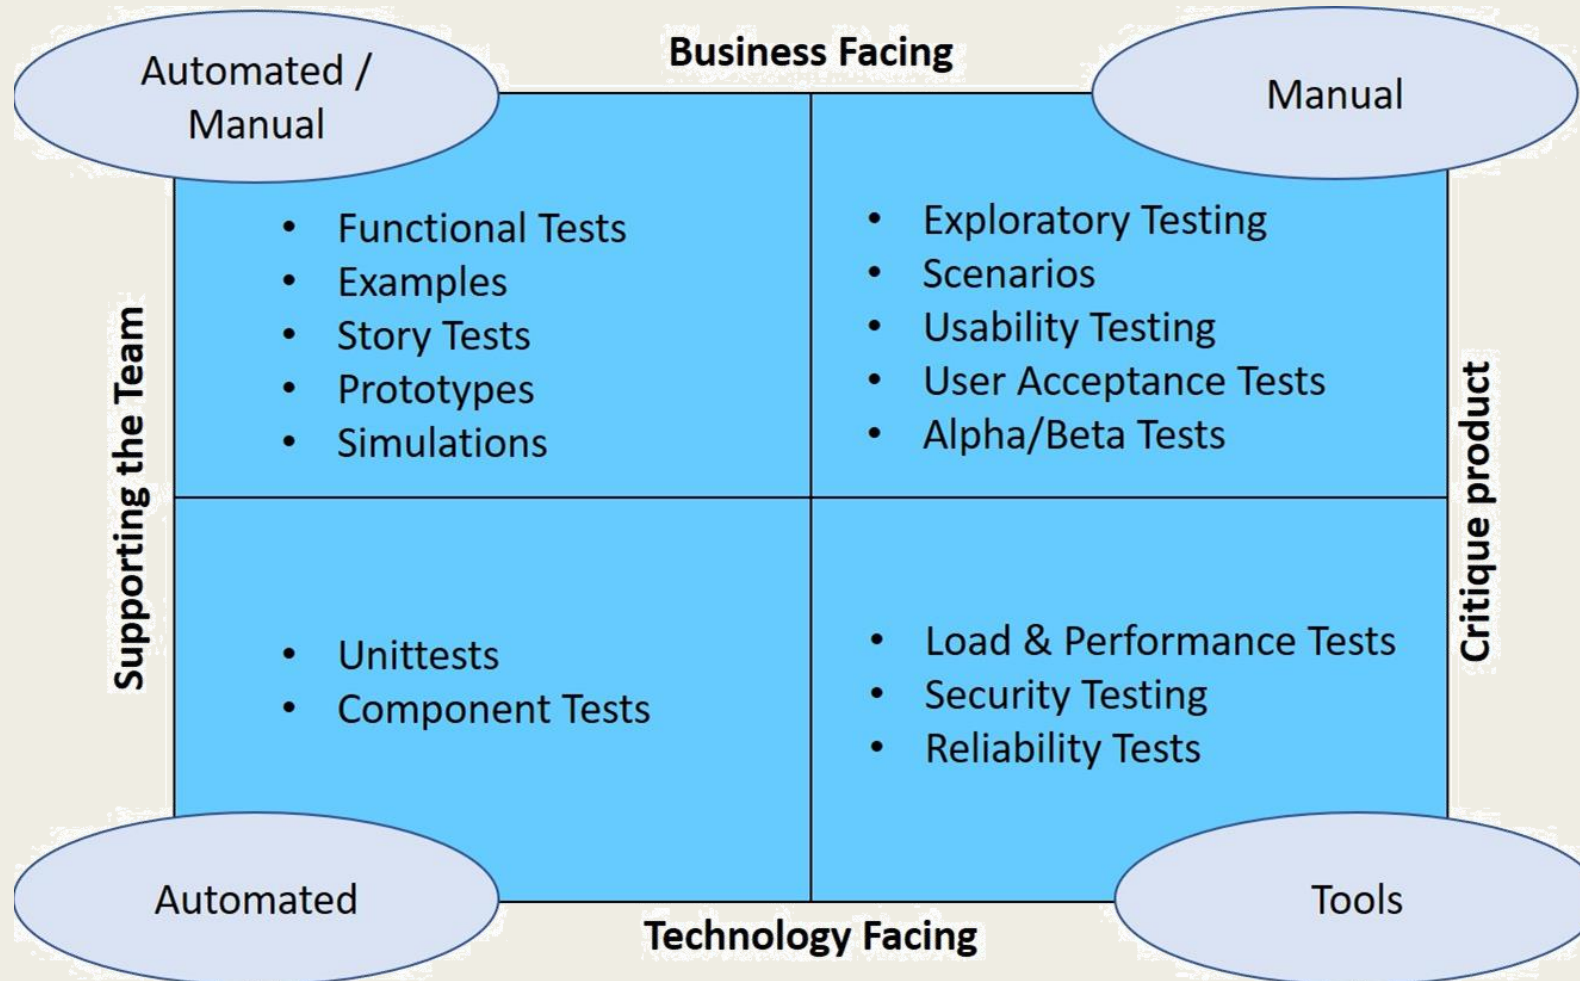 Business Facing
Automated /
Manual
Manual
• Functional Tests
• Examples
• Story Tests
• Prototypes
• Simulations
• Exploratory Testing
• Scenarios
• Usability Testing
• User Acceptance Tests
• Alpha/Beta Tests
Supporting the Team
Critique product
• Unittests
• Component Tests
• Load & Performance Tests
• Security Testing
• Reliability Tests
Automated
Tools
Technology Facing